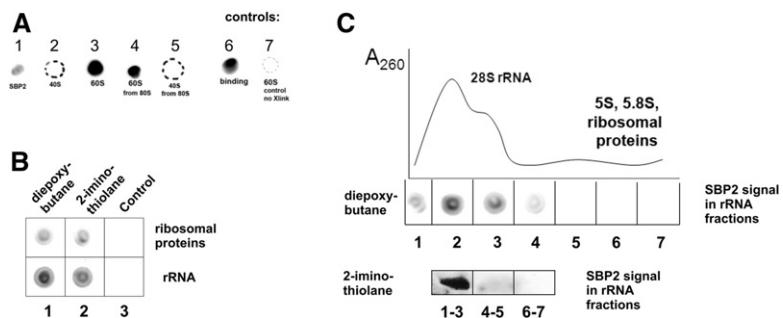 A
controls:
1 2 3 4 5 6 7
SBP2
40S
60S
60S
from 80S
40S
from 80S
binding
60S
control
no Xlink
B
diepoxy-
butane
2-imino-
thiolane
Control
ribosomal
proteins
rRNA
1 2 3
C
A260
28S rRNA
5S, 5.8S,
ribosomal
proteins
diepoxy-
butane
SBP2 signal
in rRNA
fractions
1 2 3 4 5 6 7
2-imino-
thiolane
SBP2 signal
in rRNA
fractions
1-3 4-5 6-7